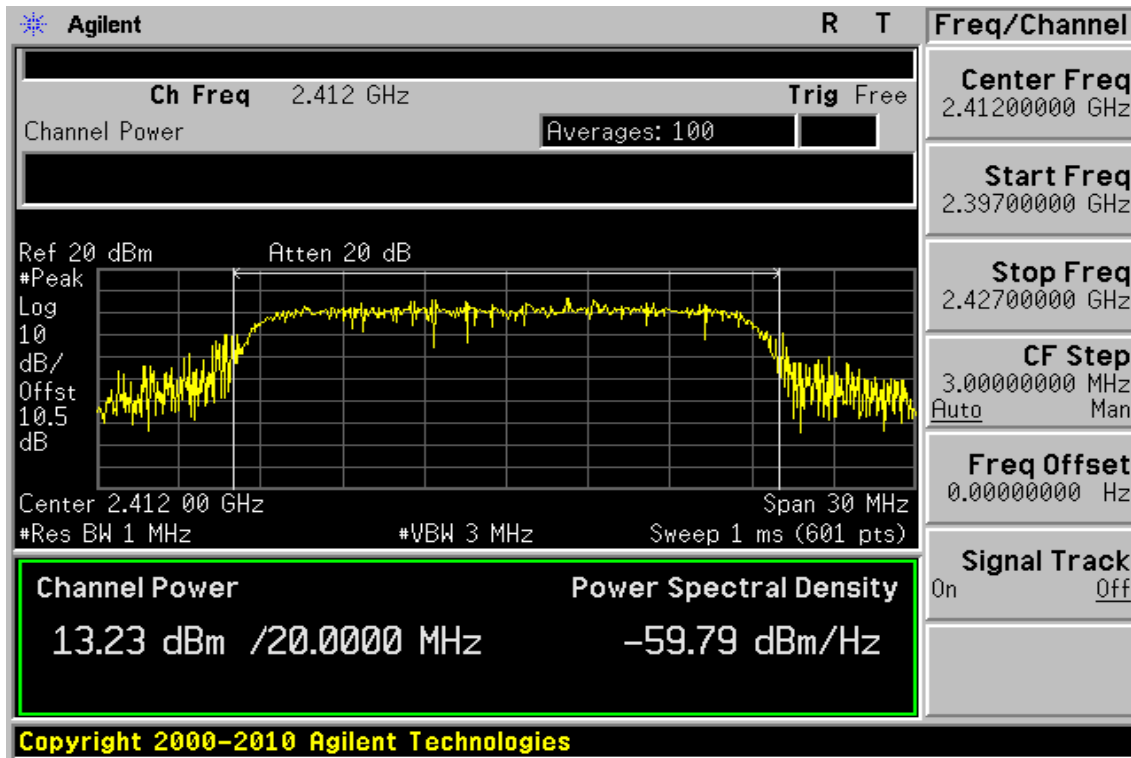 Agilent R T
Ch Freq 2.412 GHz Trig Free
Channel Power Averages: 100
Ref 20 dBm Atten 20 dB
#Peak
Log
10
dB/
Offst
10.5
dB
Center 2.412 00 GHz Span 30 MHz
#Res BW 1 MHz #VBW 3 MHz Sweep 1 ms (601 pts)
Channel Power Power Spectral Density
13.23 dBm /20.0000 MHz -59.79 dBm/Hz
Copyright 2000-2010 Agilent Technologies
Freq/Channel
Center Freq
2.41200000 GHz
Start Freq
2.39700000 GHz
Stop Freq
2.42700000 GHz
CF Step
3.00000000 MHz
Auto Man
Freq Offset
0.00000000 Hz
Signal Track
On Off